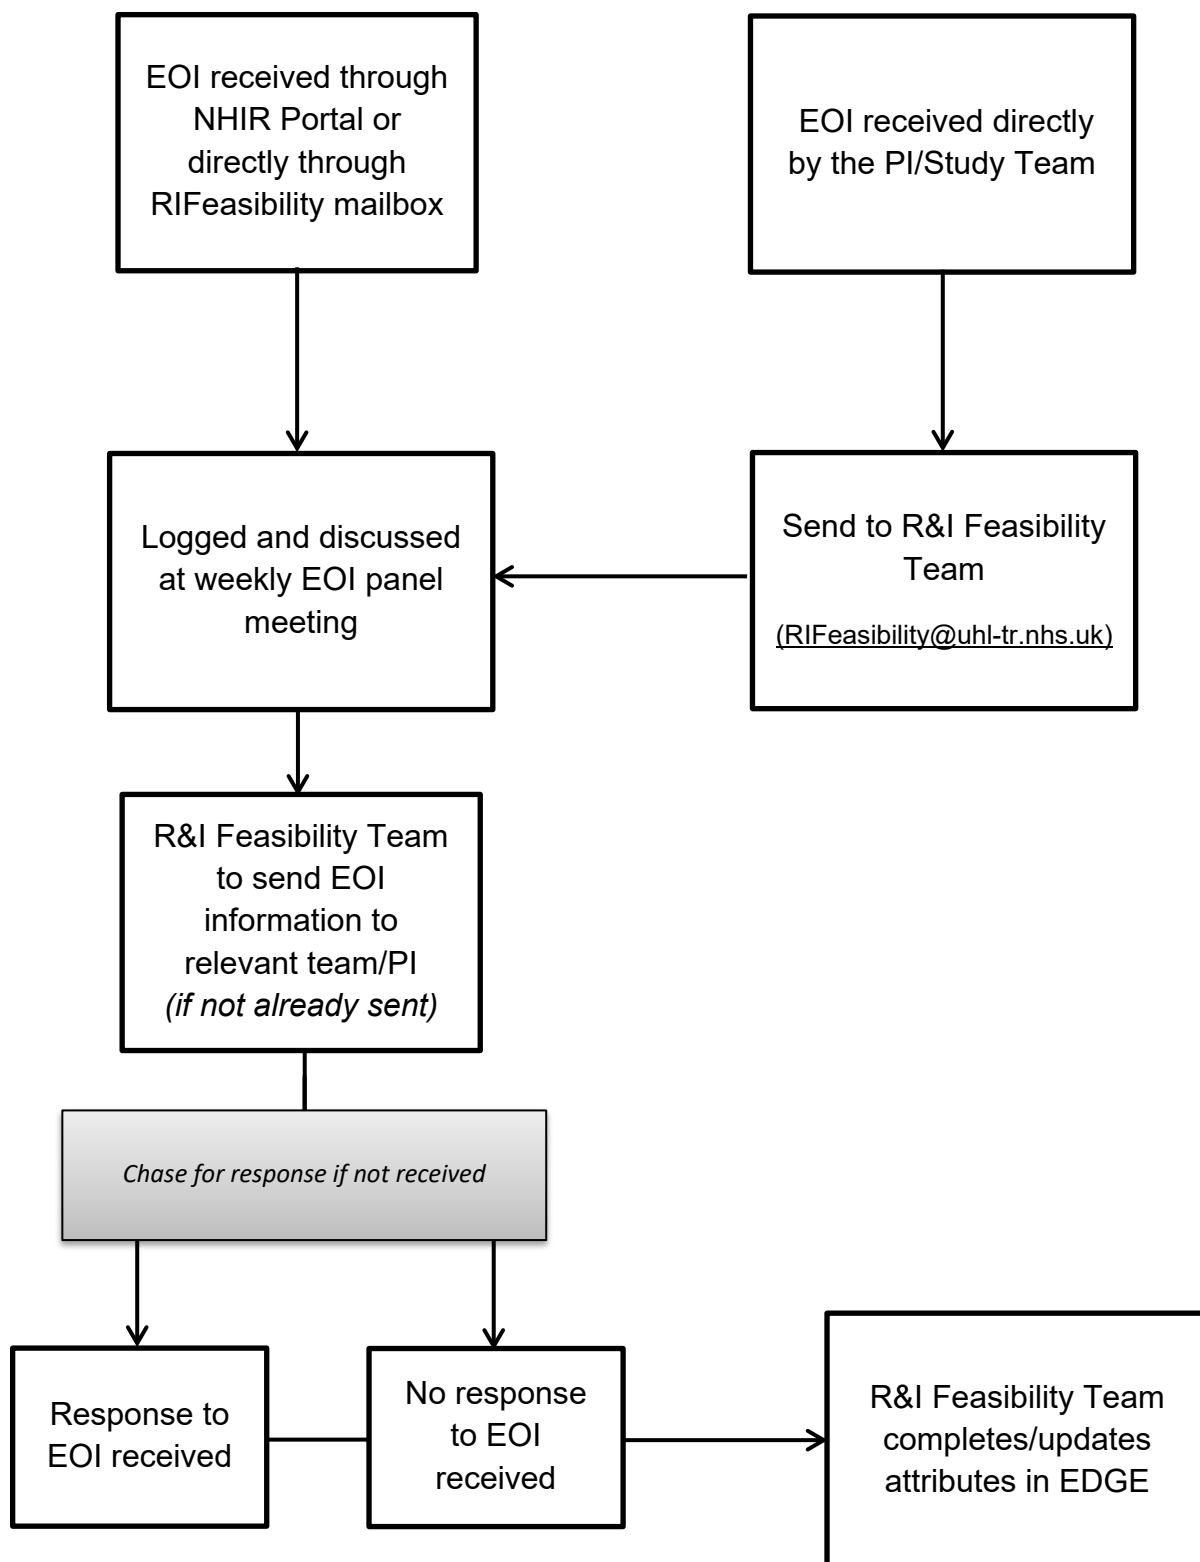 EOI received through
NHIR Portal or
directly through
RIFeasibility mailbox
EOI received directly
by the PI/Study Team
Logged and discussed
at weekly EOI panel
meeting
Send to R&I Feasibility
Team
(RIFeasibility@uhl-tr.nhs.uk)
R&I Feasibility Team
to send EOI
information to
relevant team/PI
(if not already sent)
Chase for response if not received
Response to
EOI received
No response
to EOI
received
R&I Feasibility Team
completes/updates
attributes in EDGE